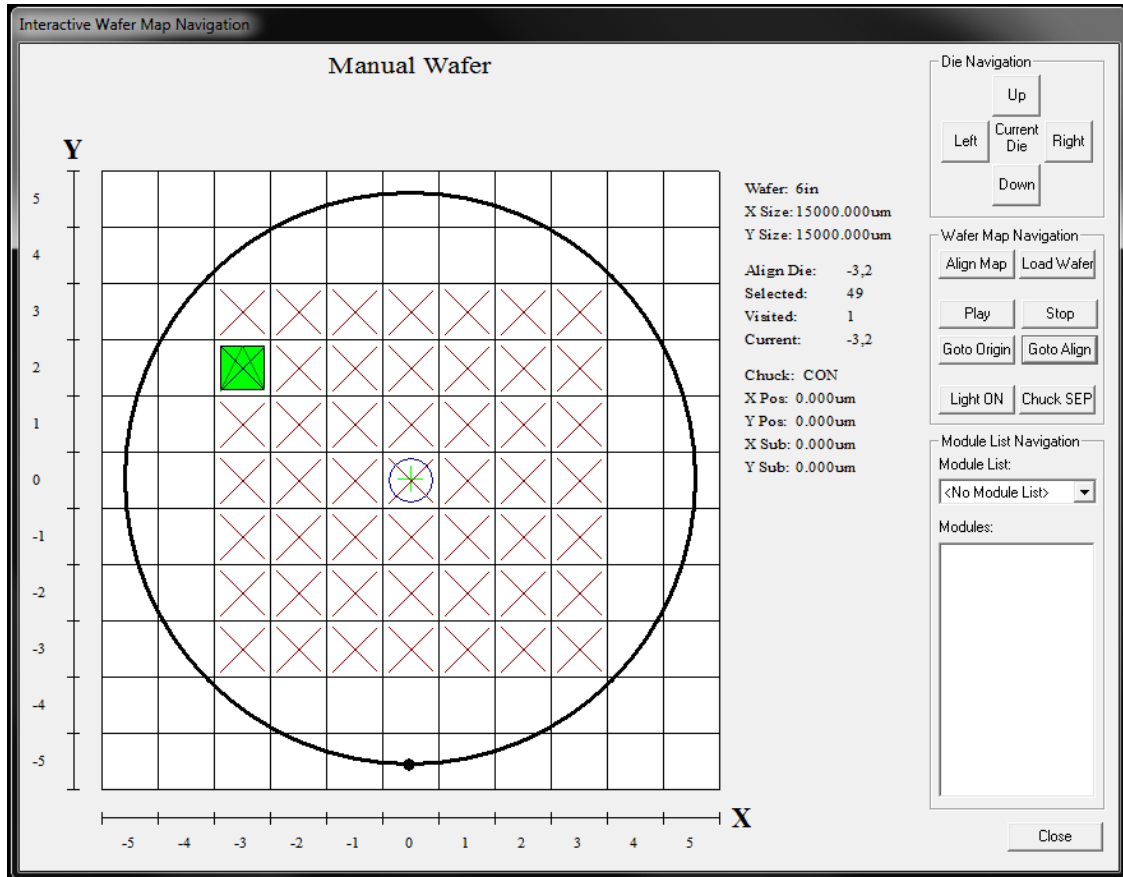 Interactive Wafer Map Navigation
Manual Wafer
Y
5
4
3
2
1
0
-1
-2
-3
-4
-5
-5 -4 -3 -2 -1 0 1 2 3 4 5
X
Wafer: 6in
X Size: 15000.000um
Y Size: 15000.000um
Align Die: -3,2
Selected: 49
Visited: 1
Current: -3,2
Chuck: CON
X Pos: 0.000um
Y Pos: 0.000um
X Sub: 0.000um
Y Sub: 0.000um
Die Navigation
Up
Left Current Die Right
Down
Wafer Map Navigation
Align Map Load Wafer
Play Stop
Goto Origin Goto Align
Light ON Chuck SEP
Module List Navigation
Module List:
<No Module List>
Modules:
Close